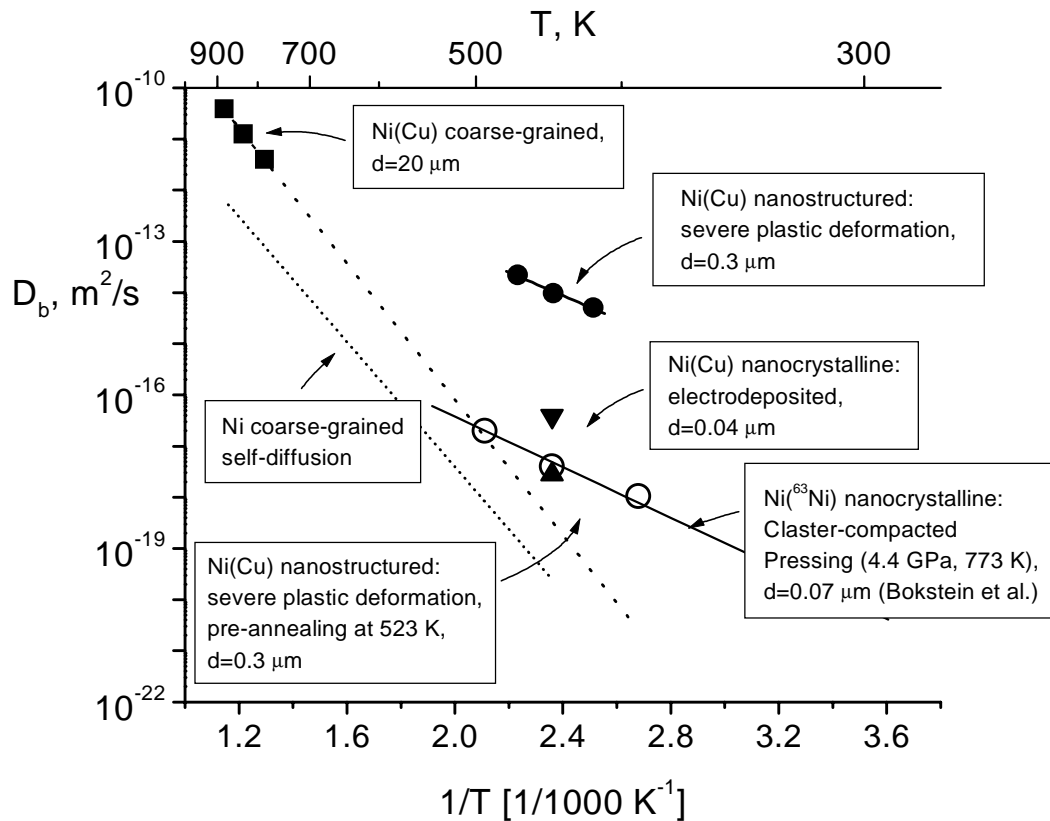 T, K
900 700 500 300
10⁻¹⁰
10⁻¹³
10⁻¹⁶
10⁻¹⁹
10⁻²²
D_b, m²/s
Ni(Cu) coarse-grained,
d=20 μm
Ni(Cu) nanostructured:
severe plastic deformation,
d=0.3 μm
Ni(Cu) nanocrystalline:
electrodeposited,
d=0.04 μm
Ni coarse-grained
self-diffusion
Ni(⁶³Ni) nanocrystalline:
Claster-compacted
Pressing (4.4 GPa, 773 K),
d=0.07 μm (Bokstein et al.)
Ni(Cu) nanostructured:
severe plastic deformation,
pre-annealing at 523 K,
d=0.3 μm
1.2 1.6 2.0 2.4 2.8 3.2 3.6
1/T [1/1000 K⁻¹]